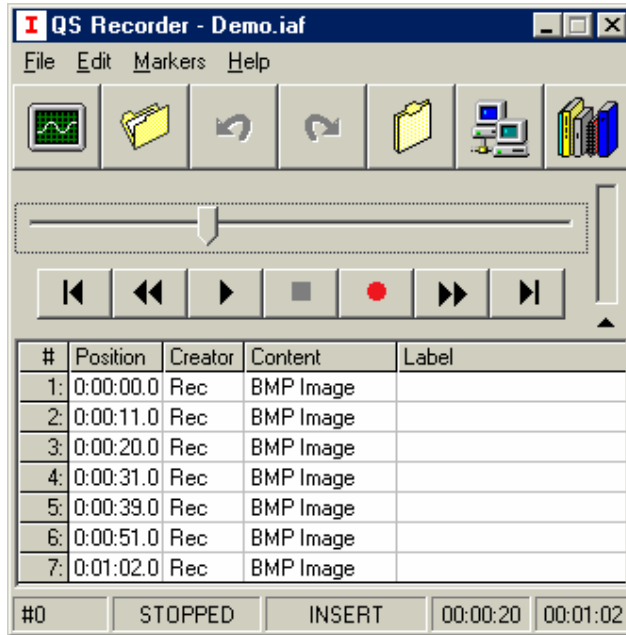 I QS Recorder - Demo.iaf
File Edit Markers Help
# Position Creator Content Label
1: 0:00:00.0 Rec BMP Image
2: 0:00:11.0 Rec BMP Image
3: 0:00:20.0 Rec BMP Image
4: 0:00:31.0 Rec BMP Image
5: 0:00:39.0 Rec BMP Image
6: 0:00:51.0 Rec BMP Image
7: 0:01:02.0 Rec BMP Image
#0 STOPPED INSERT 00:00:20 00:01:02